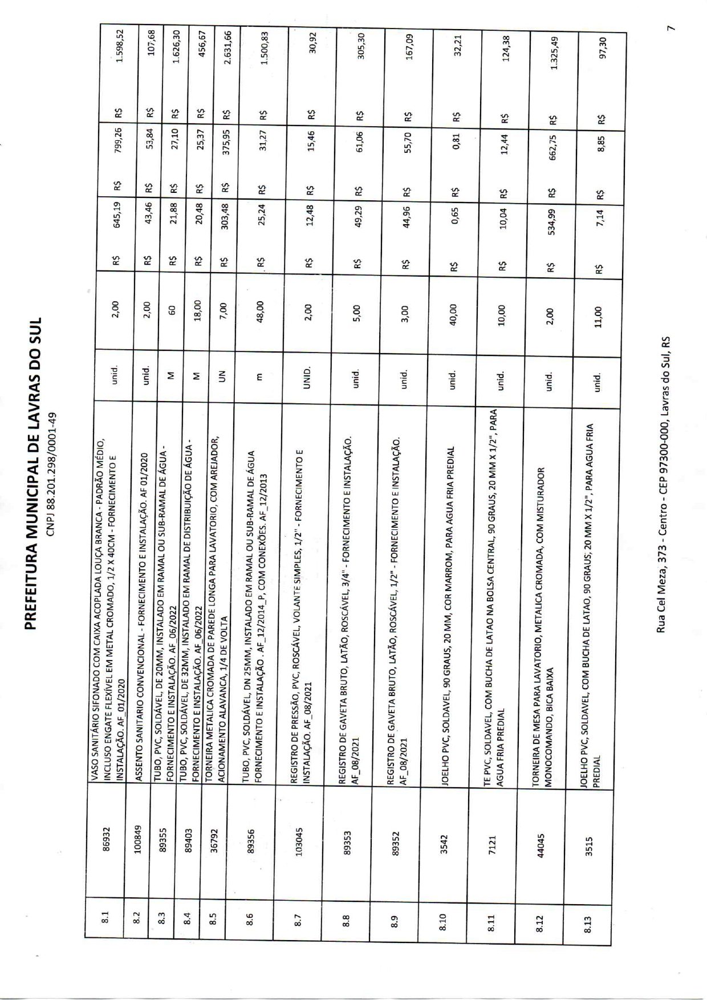 PREFEITURA MUNICIPAL DE LAVRAS DO SUL
CNPJ 88.201.298/0001-49
8.1 86932 VASO SANITÁRIO SIFONADO COM CAIXA ACOPLADA LOUÇA BRANCA - PADRÃO MÉDIO,
INCLUSO ENGATE FLEXÍVEL EM METAL CROMADO, 1/2 X 40CM - FORNECIMENTO E
INSTALAÇÃO. AF_01/2020 unid. 2,00 R$ 645,19 R$ 799,26 R$ 1.598,52
8.2 100849 ASSENTO SANITARIO CONVENCIONAL - FORNECIMENTO E INSTALAÇÃO. AF 01/2020 unid. 2,00 R$ 43,46 R$ 53,84 R$ 107,68
8.3 89355 TUBO, PVC, SOLDÁVEL, DE 20MM, INSTALADO EM RAMAL OU SUB-RAMAL DE ÁGUA -
FORNECIMENTO E INSTALAÇÃO. AF_06/2022 M 60 R$ 21,88 R$ 27,10 R$ 1.626,30
8.4 89403 TUBO, PVC, SOLDÁVEL, DE 32MM, INSTALADO EM RAMAL DE DISTRIBUIÇÃO DE ÁGUA -
FORNECIMENTO E INSTALAÇÃO. AF_06/2022 M 18,00 R$ 20,48 R$ 25,37 R$ 456,67
8.5 36792 TORNEIRA METALICA CROMADA DE PAREDE LONGA PARA LAVATORIO, COM AREJADOR,
ACIONAMENTO ALAVANCA, 1/4 DE VOLTA UN 7,00 R$ 303,48 R$ 375,95 R$ 2.631,66
8.6 89356 TUBO, PVC, SOLDÁVEL, DN 25MM, INSTALADO EM RAMAL OU SUB-RAMAL DE ÁGUA
FORNECIMENTO E INSTALAÇÃO . AF_12/2014_P, COM CONEXÕES. AF_12/2013 m 48,00 R$ 25,24 R$ 31,27 R$ 1.500,83
8.7 103045 REGISTRO DE PRESSÃO, PVC, ROSCÁVEL, VOLANTE SIMPLES, 1/2" - FORNECIMENTO E
INSTALAÇÃO. AF_08/2021 UNID. 2,00 R$ 12,48 R$ 15,46 R$ 30,92
8.8 89353 REGISTRO DE GAVETA BRUTO, LATÃO, ROSCÁVEL, 3/4" - FORNECIMENTO E INSTALAÇÃO.
AF_08/2021 unid. 5,00 R$ 49,29 R$ 61,06 R$ 305,30
8.9 89352 REGISTRO DE GAVETA BRUTO, LATÃO, ROSCÁVEL, 1/2" - FORNECIMENTO E INSTALAÇÃO.
AF_08/2021 unid. 3,00 R$ 44,96 R$ 55,70 R$ 167,09
8.10 3542 JOELHO PVC, SOLDAVEL, 90 GRAUS, 20 MM, COR MARROM, PARA AGUA FRIA PREDIAL unid. 40,00 R$ 0,65 R$ 0,81 R$ 32,21
8.11 7121 TE PVC, SOLDAVEL, COM BUCHA DE LATAO NA BOLSA CENTRAL, 90 GRAUS, 20 MM X 1/2", PARA
AGUA FRIA PREDIAL unid. 10,00 R$ 10,04 R$ 12,44 R$ 124,38
8.12 44045 TORNEIRA DE MESA PARA LAVATORIO, METALICA CROMADA, COM MISTURADOR
MONOCOMANDO, BICA BAIXA unid. 2,00 R$ 534,99 R$ 662,75 R$ 1.325,49
8.13 3515 JOELHO PVC, SOLDAVEL, COM BUCHA DE LATAO, 90 GRAUS, 20 MM X 1/2", PARA AGUA FRIA
PREDIAL unid. 11,00 R$ 7,14 R$ 8,85 R$ 97,30
Rua Cel Meza, 373 - Centro - CEP 97300-000, Lavras do Sul, RS
7